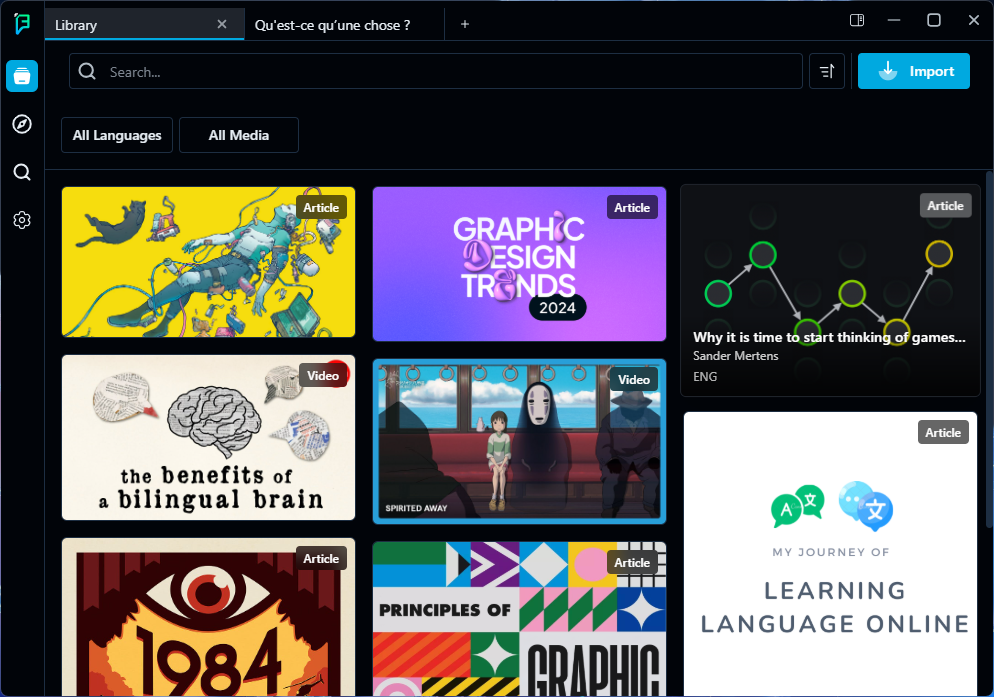 Library
Qu'est-ce qu'une chose ?
Search...
Import
All Languages
All Media
Article
Article
GRAPHIC
DESIGN
TRENDS
2024
Article
Why it is time to start thinking of games...
Sander Mertens
ENG
Video
the benefits of
a bilingual brain
Video
SPIRITED AWAY
Article
A 文
文
MY JOURNEY OF
LEARNING
LANGUAGE ONLINE
Article
1984
Article
PRINCIPLES OF
GRAPHIC